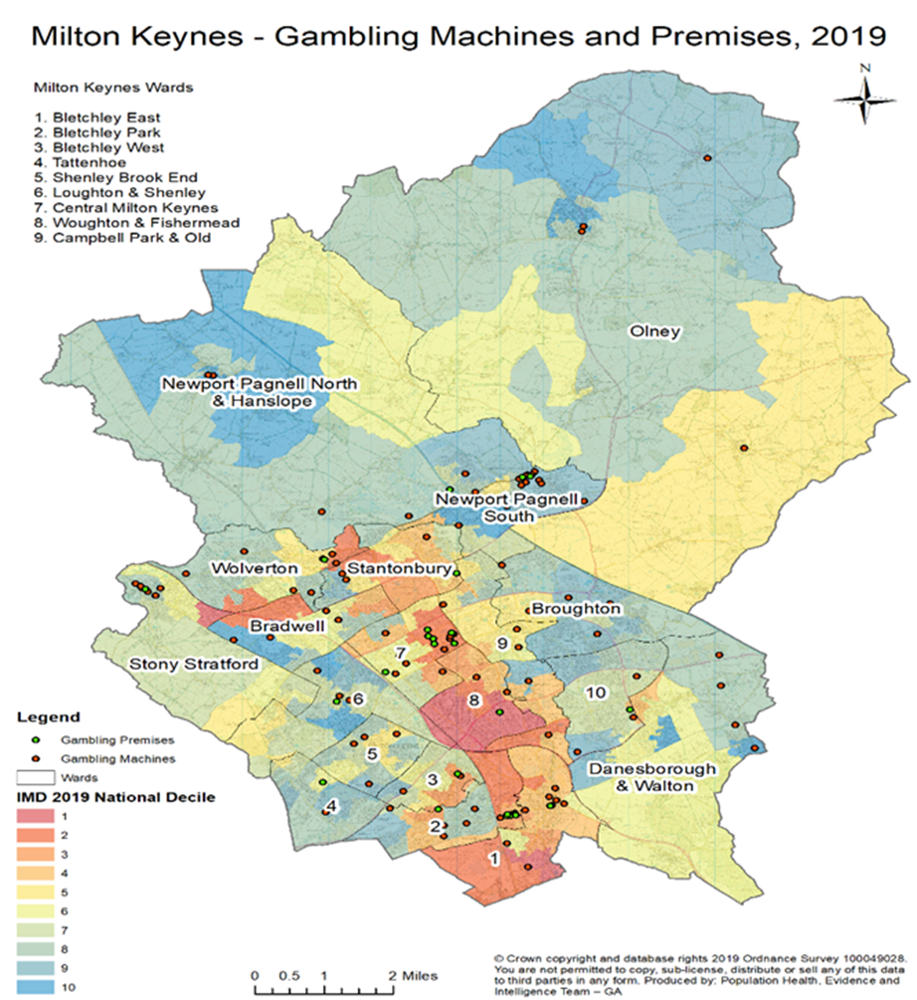 Milton Keynes - Gambling Machines and Premises, 2019
N
Milton Keynes Wards
1. Bletchley East
2. Bletchley Park
3. Bletchley West
4. Tattenhoe
5. Shenley Brook End
6. Loughton & Shenley
7. Central Milton Keynes
8. Woughton & Fishermead
9. Campbell Park & Old
Olney
Newport Pagnell North
& Hanslope
Newport Pagnell
South
Wolverton
Stantonbury
Broughton
Bradwell
9
Stony Stratford
7
10
6
8
5
Danesborough
& Walton
3
4
2
1
Legend
Gambling Premises
Gambling Machines
Wards
IMD 2019 National Decile
1
2
3
4
5
6
7
8
9
10
0 0.5 1 2 Miles
© Crown copyright and database rights 2019 Ordnance Survey 100049028.
You are not permitted to copy, sub-license, distribute or sell any of this data
to third parties in any form. Produced by: Population Health, Evidence and
Intelligence Team – GA